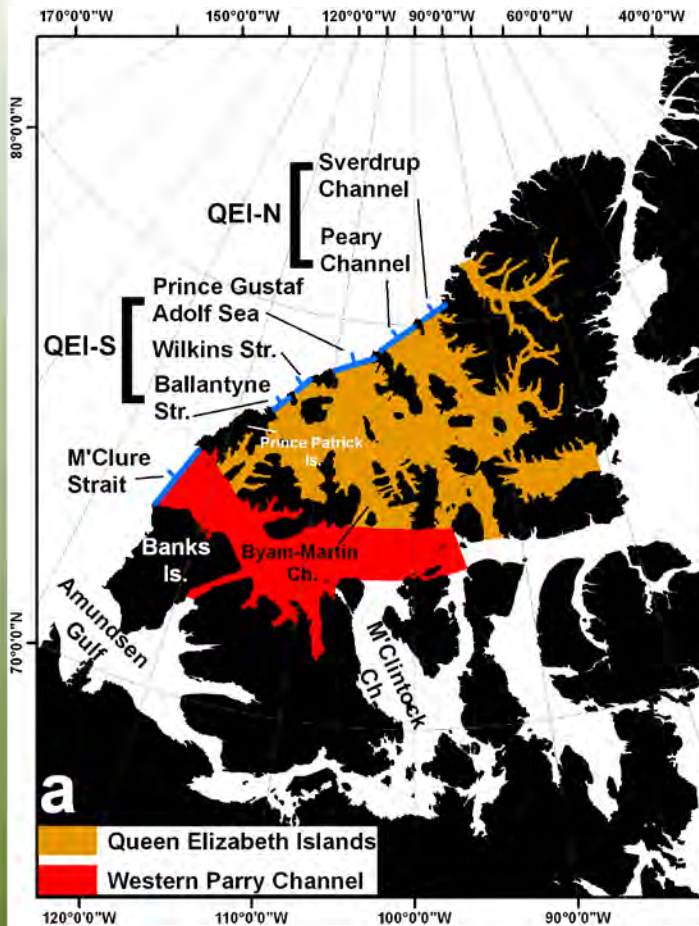 170°0'0"W 150°0'0"W 120°0'0"W 90°0'0"W 60°0'0"W 40°0'0"W
80°0'0"N
Sverdrup
Channel
QEI-N
Peary
Channel
Prince Gustaf
Adolf Sea
QEI-S
Wilkins Str.
Ballantyne
Str.
Prince Patrick
Is.
M'Clure
Strait
Banks
Is.
Byam-Martin
Ch.
Amundsen
Gulf
M'Clintock
Ch.
70°0'0"N
a
Queen Elizabeth Islands
Western Parry Channel
120°0'0"W 110°0'0"W 100°0'0"W 90°0'0"W